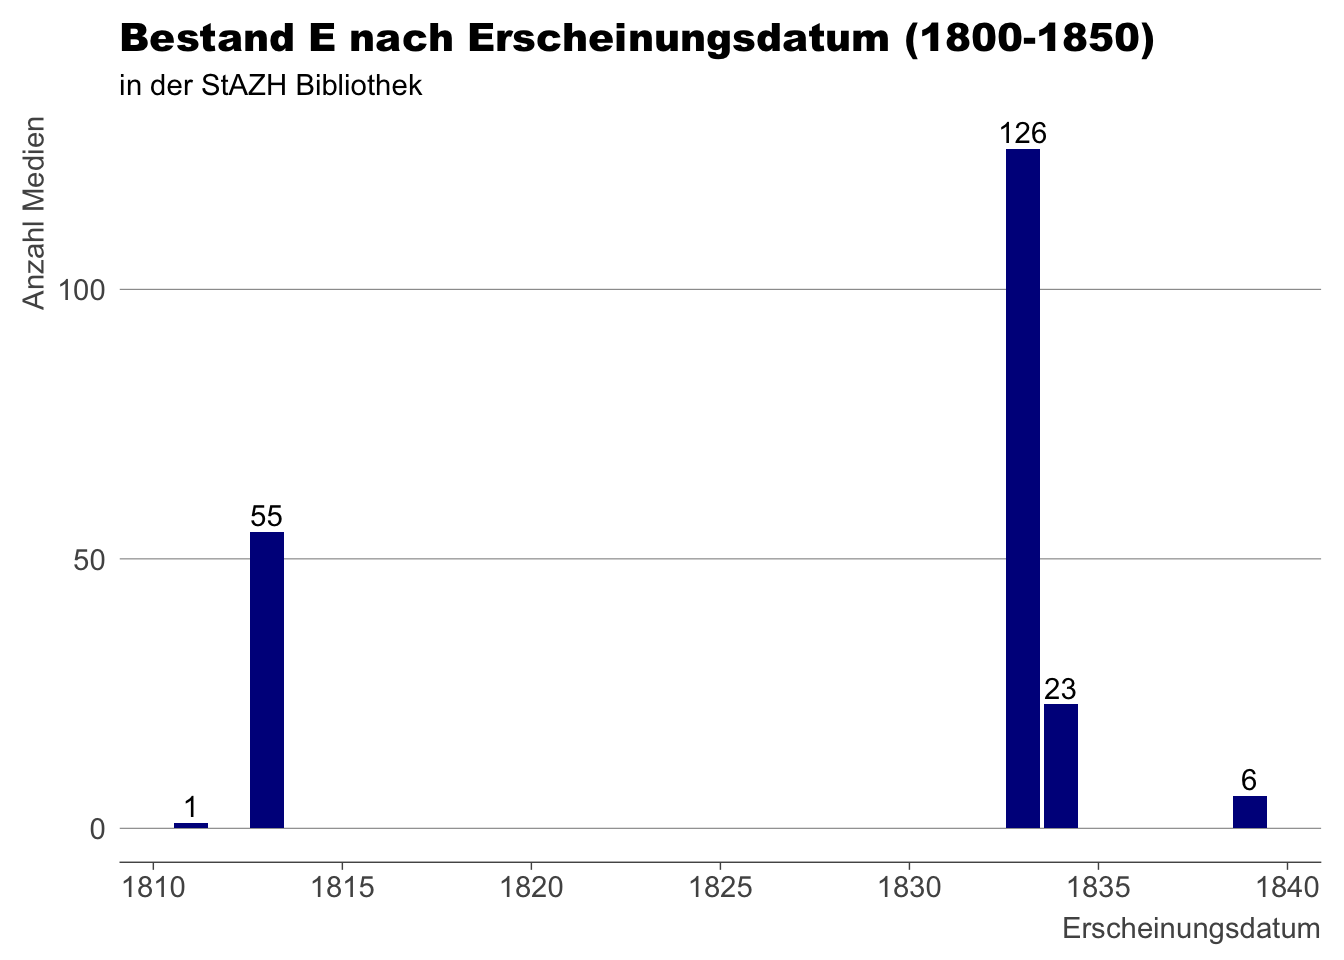 Bestand E nach Erscheinungsdatum (1800-1850)
in der StAZH Bibliothek
Anzahl Medien
126
100
55
50
23
6
1
0
1810 1815 1820 1825 1830 1835 1840
Erscheinungsdatum